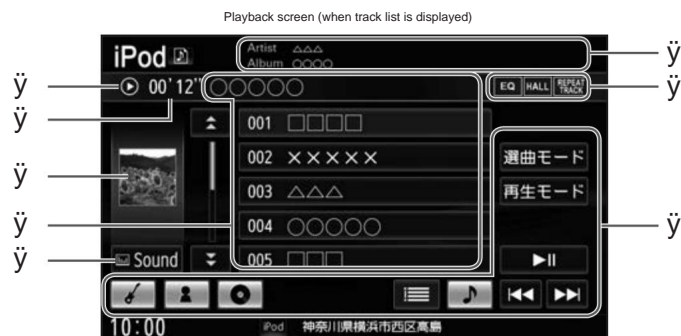 Playback screen (when track list is displayed)
iPod
Artist △△△
Album ○○○○
ÿ
ÿ
00'12"
○○○○○
EQ
HALL
REPEAT TRACK
ÿ
ÿ
ÿ
001 □□□□
002 ×××××
選曲モード
ÿ
003 △△△
再生モード
ÿ
004 ○○○○○
ÿ
ÿ
Sound
005 □□□
10:00
iPod
神奈川県横浜市西区高島